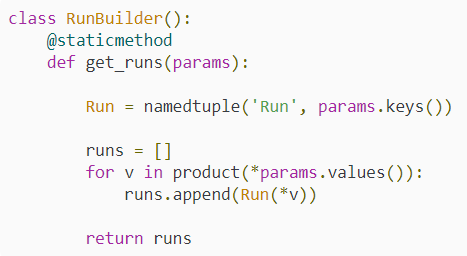 class RunBuilder():
    @staticmethod
    def get_runs(params):

        Run = namedtuple('Run', params.keys())

        runs = []
        for v in product(*params.values()):
            runs.append(Run(*v))

        return runs